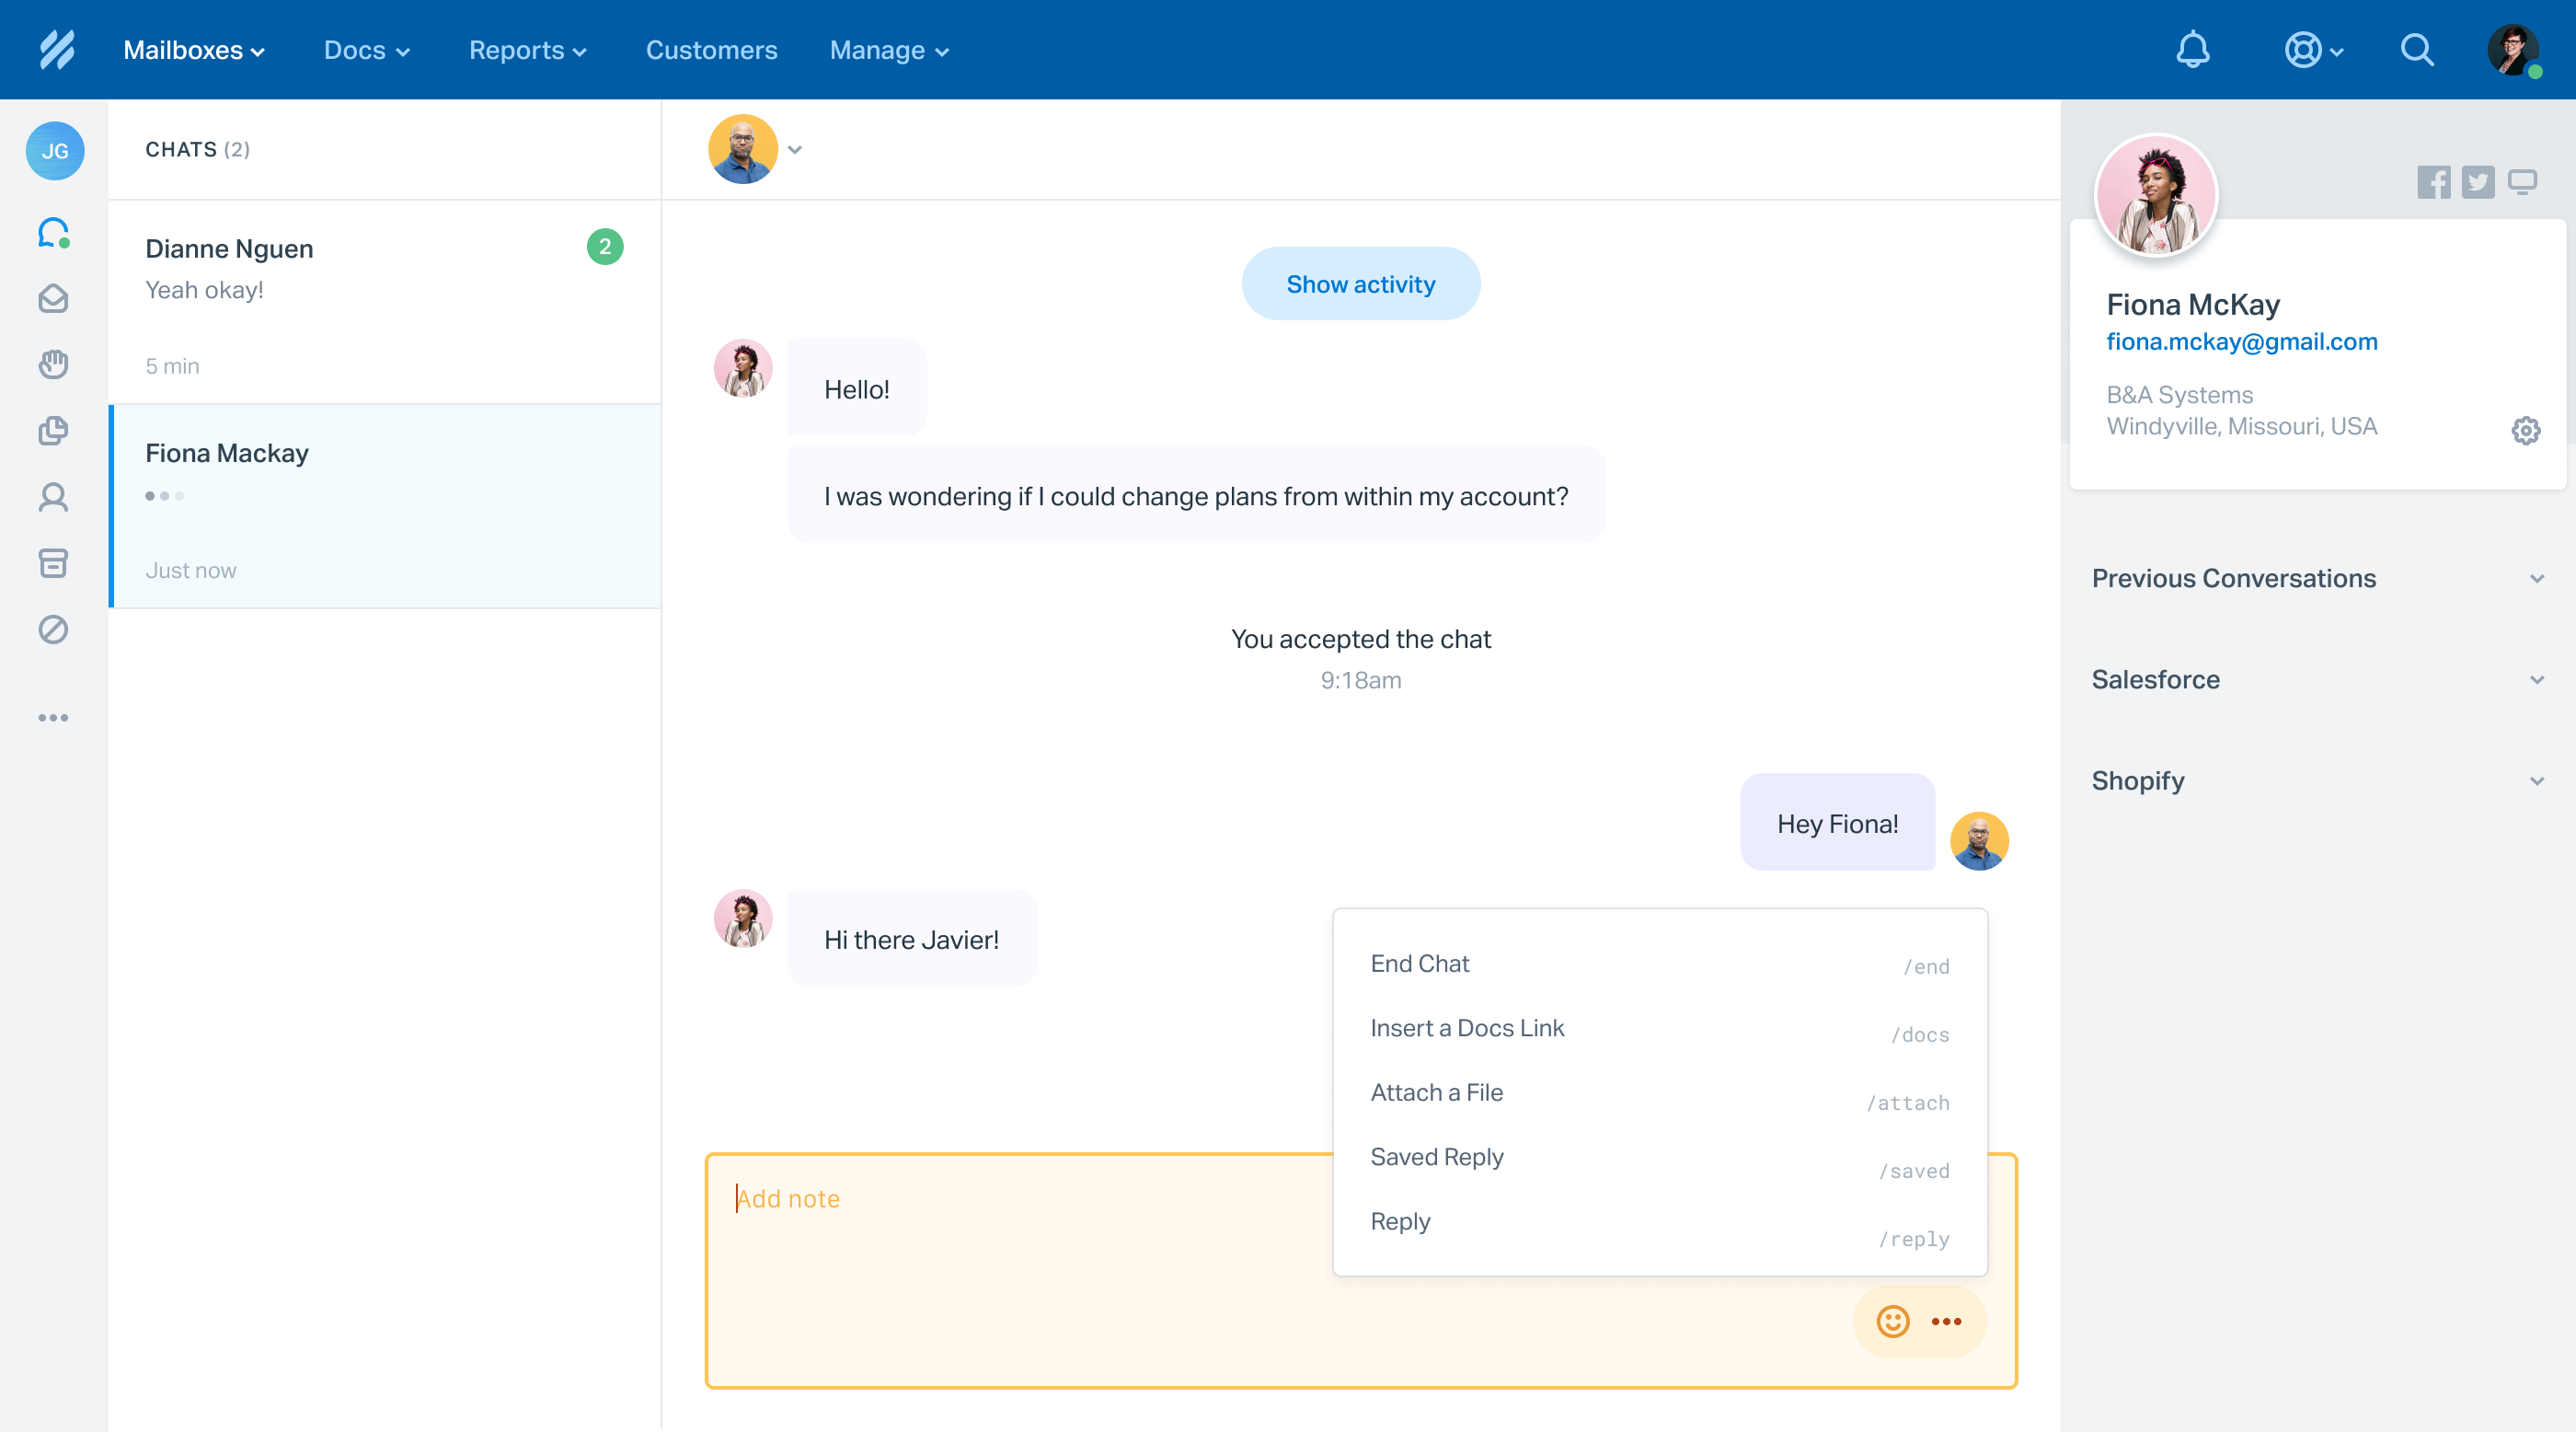 Mailboxes Docs Reports Customers Manage
JG
CHATS (2)
Dianne Nguen 2
Yeah okay!
5 min
Fiona Mackay
Just now
Show activity
Hello!
I was wondering if I could change plans from within my account?
You accepted the chat
9:18am
Hey Fiona!
Hi there Javier!
End Chat /end
Insert a Docs Link /docs
Attach a File /attach
Saved Reply /saved
Reply /reply
Add note
Fiona McKay
fiona.mckay@gmail.com
B&A Systems
Windyville, Missouri, USA
Previous Conversations
Salesforce
Shopify